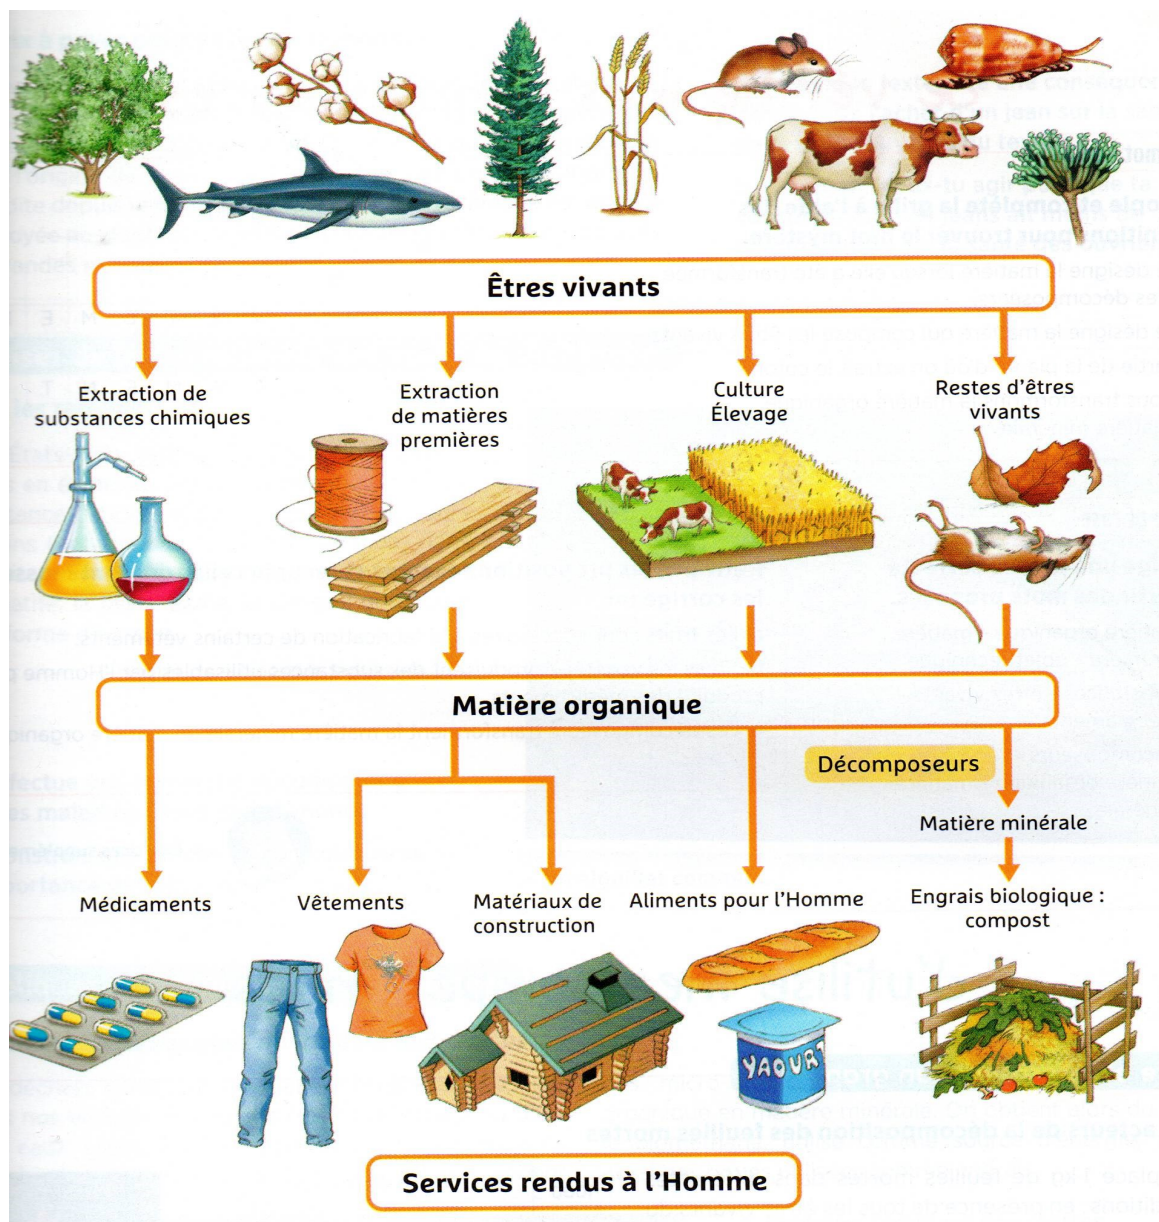 Êtres vivants
Extraction de
substances chimiques
Extraction
de matières
premières
Culture
Élevage
Restes d'êtres
vivants
Matière organique
Décomposeurs
Matière minérale
Médicaments
Vêtements
Matériaux de
construction
Aliments pour l'Homme
Engrais biologique :
compost
YAOURT
Services rendus à l'Homme